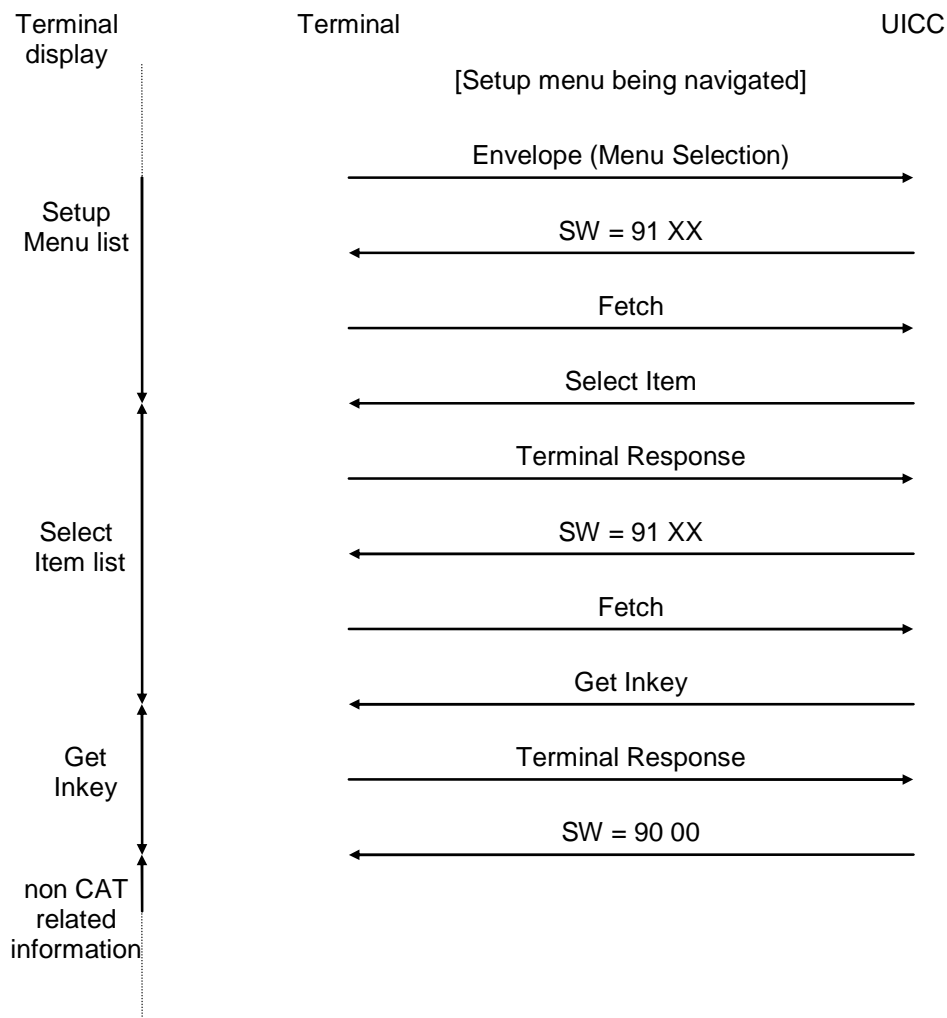 Terminal
display
Terminal
UICC
[Setup menu being navigated]
Envelope (Menu Selection)
Setup
Menu list
SW = 91 XX
Fetch
Select Item
Terminal Response
Select
Item list
SW = 91 XX
Fetch
Get Inkey
Get
Inkey
Terminal Response
SW = 90 00
non CAT
related
information